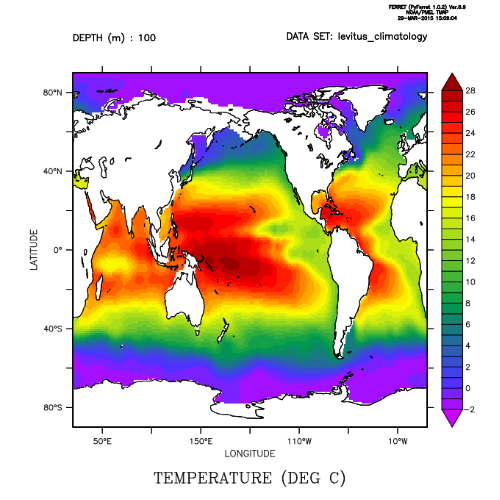 FERRET (PyFerret 1.0.2) Ver.6.9
NOAA/PMEL TMAP
29-MAR-2015 15:09:04
DEPTH (m) : 100
DATA SET: levitus_climatology
80°N
40°N
0°
40°S
80°S
LATITUDE
50°E
150°E
110°W
10°W
LONGITUDE
28
26
24
22
20
18
16
14
12
10
8
6
4
2
0
-2
TEMPERATURE (DEG C)